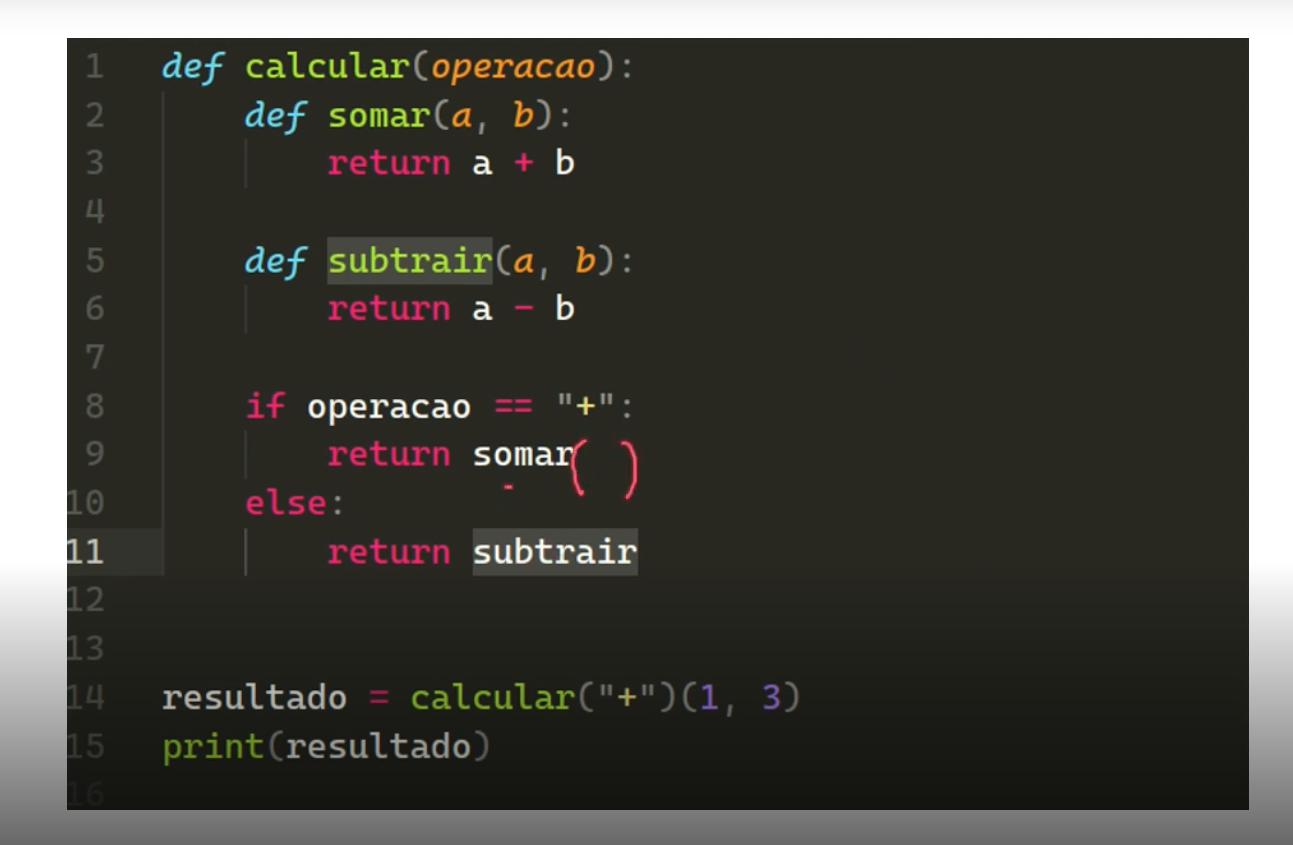 1 def calcular(operacao):
2 def somar(a, b):
3 return a + b
4
5 def subtrair(a, b):
6 return a - b
7
8 if operacao == "+":
9 return somar( )
10 else:
11 return subtrair
12
13
14 resultado = calcular("+")(1, 3)
15 print(resultado)
16